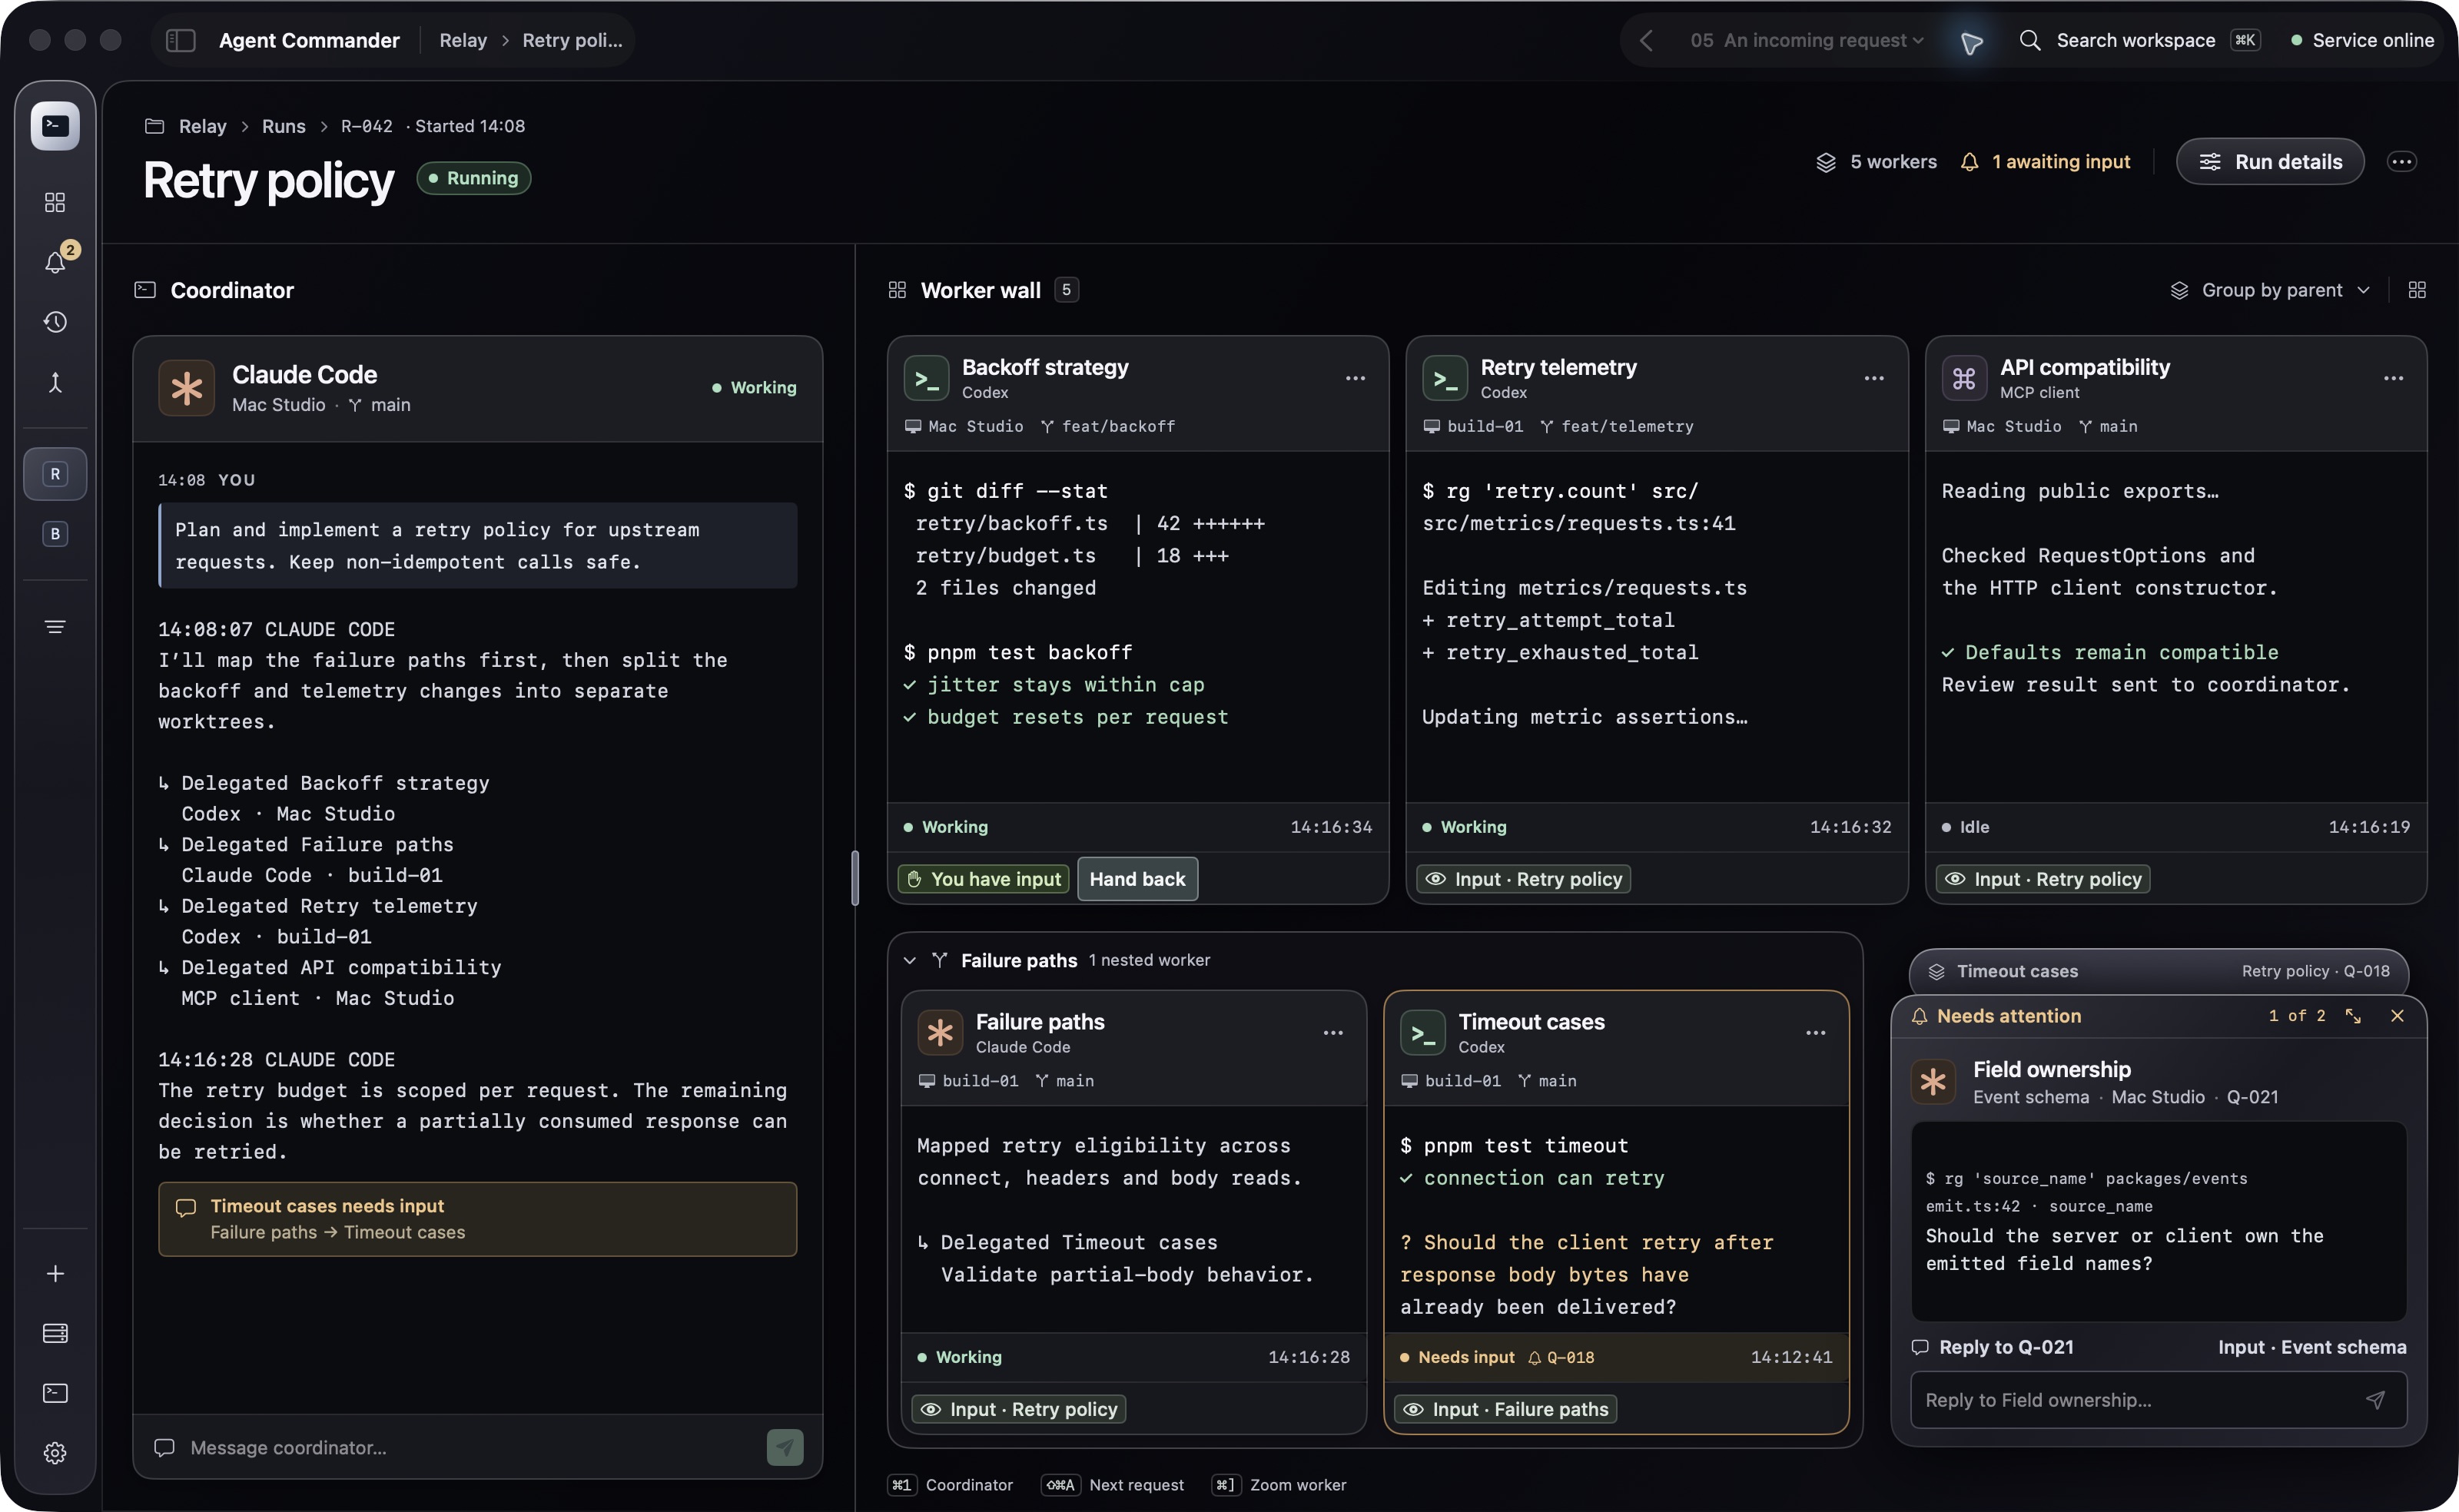 Agent Commander
Relay > Retry poli...
05 An incoming request
Search workspace ⌘K
Service online
2
R
B
Relay > Runs > R-042 · Started 14:08
Retry policy
Running
5 workers
1 awaiting input
Run details
Coordinator
Claude Code
Mac Studio · main
Working
14:08 YOU
Plan and implement a retry policy for upstream
requests. Keep non-idempotent calls safe.
14:08:07 CLAUDE CODE
I’ll map the failure paths first, then split the
backoff and telemetry changes into separate
worktrees.
↳ Delegated Backoff strategy
Codex · Mac Studio
↳ Delegated Failure paths
Claude Code · build-01
↳ Delegated Retry telemetry
Codex · build-01
↳ Delegated API compatibility
MCP client · Mac Studio
14:16:28 CLAUDE CODE
The retry budget is scoped per request. The remaining
decision is whether a partially consumed response can
be retried.
Timeout cases needs input
Failure paths → Timeout cases
Message coordinator...
Worker wall 5
Group by parent
Backoff strategy
Codex
Mac Studio feat/backoff
$ git diff --stat
retry/backoff.ts | 42 ++++++
retry/budget.ts | 18 +++
2 files changed
$ pnpm test backoff
✓ jitter stays within cap
✓ budget resets per request
Working 14:16:34
You have input
Hand back
Retry telemetry
Codex
build-01 feat/telemetry
$ rg 'retry.count' src/
src/metrics/requests.ts:41
Editing metrics/requests.ts
+ retry_attempt_total
+ retry_exhausted_total
Updating metric assertions…
Working 14:16:32
Input · Retry policy
API compatibility
MCP client
Mac Studio main
Reading public exports…
Checked RequestOptions and
the HTTP client constructor.
✓ Defaults remain compatible
Review result sent to coordinator.
Idle 14:16:19
Input · Retry policy
Failure paths 1 nested worker
Failure paths
Claude Code
build-01 main
Mapped retry eligibility across
connect, headers and body reads.
↳ Delegated Timeout cases
Validate partial-body behavior.
Working 14:16:28
Input · Retry policy
Timeout cases
Codex
build-01 main
$ pnpm test timeout
✓ connection can retry
? Should the client retry after
response body bytes have
already been delivered?
Needs input Q-018 14:12:41
Input · Failure paths
Timeout cases Retry policy · Q-018
Needs attention 1 of 2
Field ownership
Event schema · Mac Studio · Q-021
$ rg 'source_name' packages/events
emit.ts:42 · source_name
Should the server or client own the
emitted field names?
Reply to Q-021 Input · Event schema
Reply to Field ownership...
⌘1 Coordinator ⇧⌘A Next request ⌘] Zoom worker